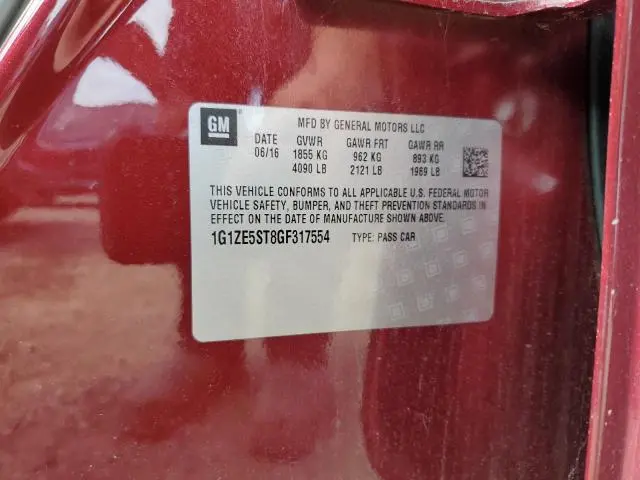 GM
MFD BY GENERAL MOTORS LLC
DATE GVWR GAWR FRT GAWR RR
06/16 1855 KG 962 KG 893 KG
4090 LB 2121 LB 1969 LB
THIS VEHICLE CONFORMS TO ALL APPLICABLE U.S. FEDERAL MOTOR
VEHICLE SAFETY, BUMPER, AND THEFT PREVENTION STANDARDS IN
EFFECT ON THE DATE OF MANUFACTURE SHOWN ABOVE.
1G1ZE5ST8GF317554 TYPE: PASS CAR